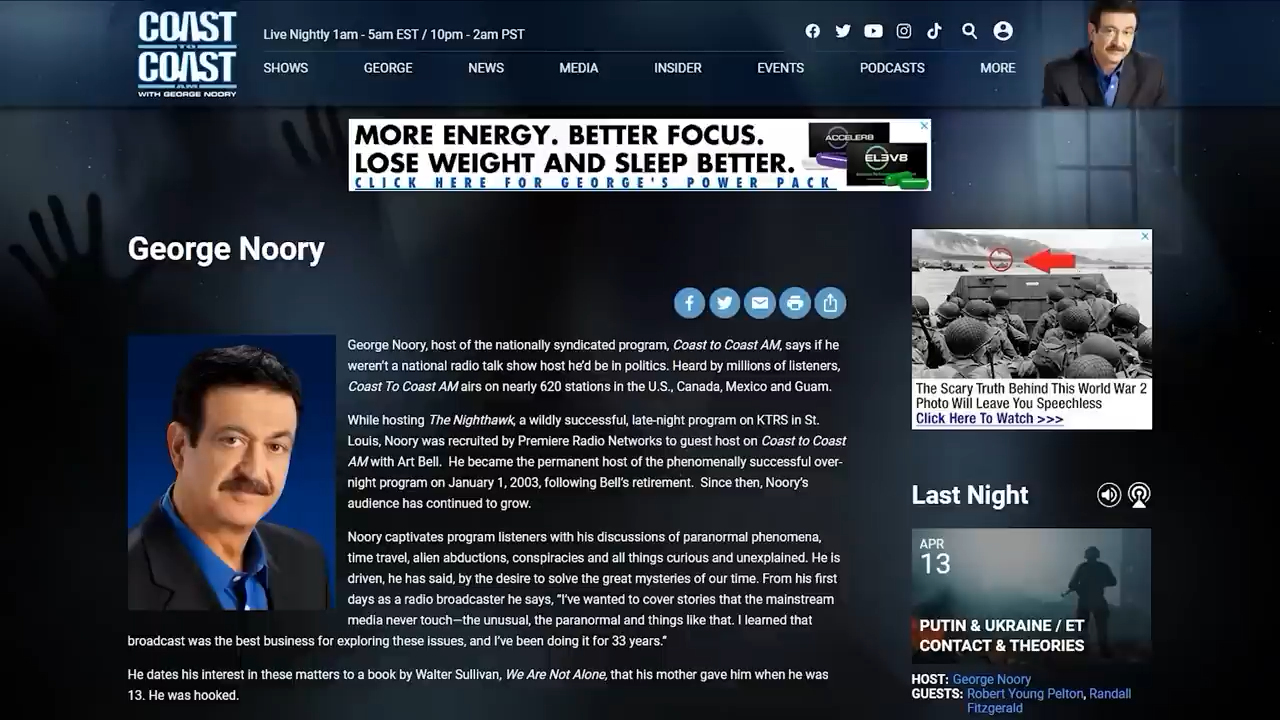 COAST
TO
COAST
AM
WITH GEORGE NOORY
Live Nightly 1am - 5am EST / 10pm - 2am PST
SHOWS GEORGE NEWS MEDIA INSIDER EVENTS PODCASTS MORE
MORE ENERGY. BETTER FOCUS.
LOSE WEIGHT AND SLEEP BETTER.
CLICK HERE FOR GEORGE'S POWER PACK
ACCELER8
EL3V8
George Noory
George Noory, host of the nationally syndicated program, Coast to Coast AM, says if he
weren't a national radio talk show host he'd be in politics. Heard by millions of listeners,
Coast To Coast AM airs on nearly 620 stations in the U.S., Canada, Mexico and Guam.
While hosting The Nighthawk, a wildly successful, late-night program on KTRS in St.
Louis, Noory was recruited by Premiere Radio Networks to guest host on Coast to Coast
AM with Art Bell. He became the permanent host of the phenomenally successful over-
night program on January 1, 2003, following Bell's retirement. Since then, Noory's
audience has continued to grow.
Noory captivates program listeners with his discussions of paranormal phenomena,
time travel, alien abductions, conspiracies and all things curious and unexplained. He is
driven, he has said, by the desire to solve the great mysteries of our time. From his first
days as a radio broadcaster he says, "I've wanted to cover stories that the mainstream
media never touch—the unusual, the paranormal and things like that. I learned that
broadcast was the best business for exploring these issues, and I've been doing it for 33 years."
He dates his interest in these matters to a book by Walter Sullivan, We Are Not Alone, that his mother gave him when he was
13. He was hooked.
The Scary Truth Behind This World War 2
Photo Will Leave You Speechless
Click Here To Watch >>>
Last Night
APR
13
PUTIN & UKRAINE / ET
CONTACT & THEORIES
HOST: George Noory
GUESTS: Robert Young Pelton, Randall
Fitzgerald